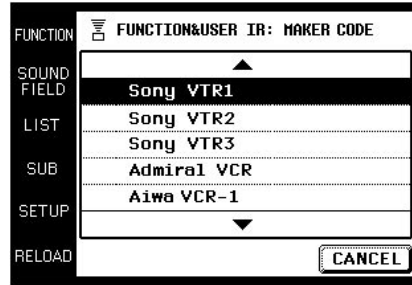 FUNCTION
SOUND
FIELD
LIST
SUB
SETUP
RELOAD
FUNCTION&USER IR: MAKER CODE
Sony VTR1
Sony VTR2
Sony VTR3
Admiral VCR
Aiwa VCR-1
CANCEL